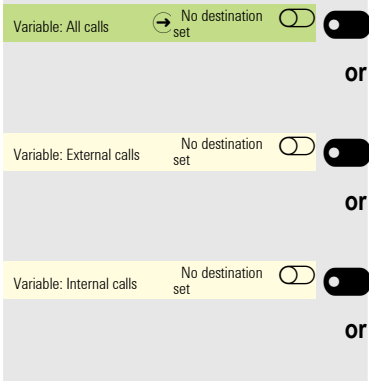 Variable: All calls No destination
set
or
Variable: External calls No destination
set
or
Variable: Internal calls No destination
set
or